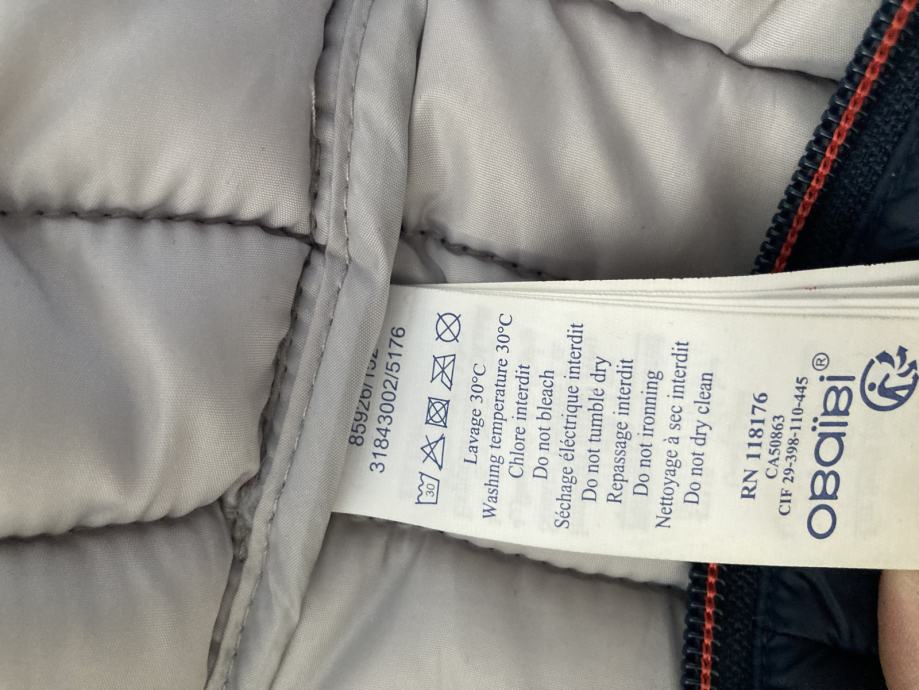 31843002/5176
30
Lavage 30°C
Washing temperature 30°C
Chlore interdit
Do not bleach
Séchage éléctrique interdit
Do not tumble dry
Repassage interdit
Do not ironning
Nettoyage à sec interdit
Do not dry clean
RN 118176
CA50863
CIF 29-398-110-445
OBAÏBI®